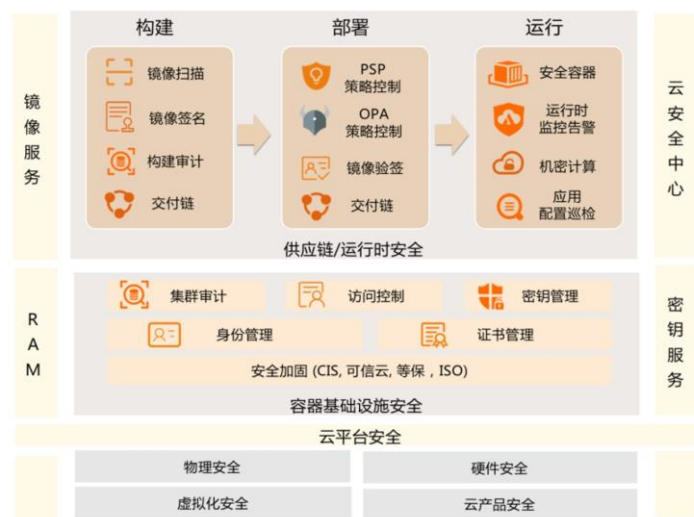 构建
部署
运行
镜像服务
镜像扫描
镜像签名
构建审计
交付链
PSP
策略控制
OPA
策略控制
镜像验签
交付链
安全容器
运行时
监控告警
机密计算
应用
配置巡检
云安全中心
供应链/运行时安全
RAM
集群审计
访问控制
密钥管理
身份管理
证书管理
安全加固 (CIS, 可信云, 等保 , ISO)
容器基础设施安全
密钥服务
云平台安全
物理安全
硬件安全
虚拟化安全
云产品安全